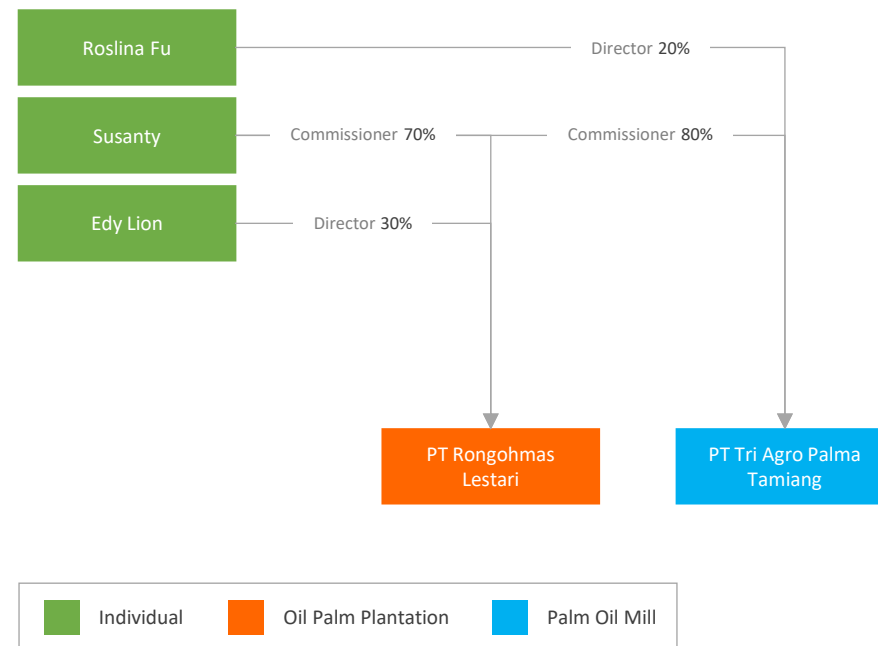 Roslina Fu
Director 20%
Susanty
Commissioner 70%
Commissioner 80%
Edy Lion
Director 30%
PT Rongohmas
Lestari
PT Tri Agro Palma
Tamiang
Individual
Oil Palm Plantation
Palm Oil Mill